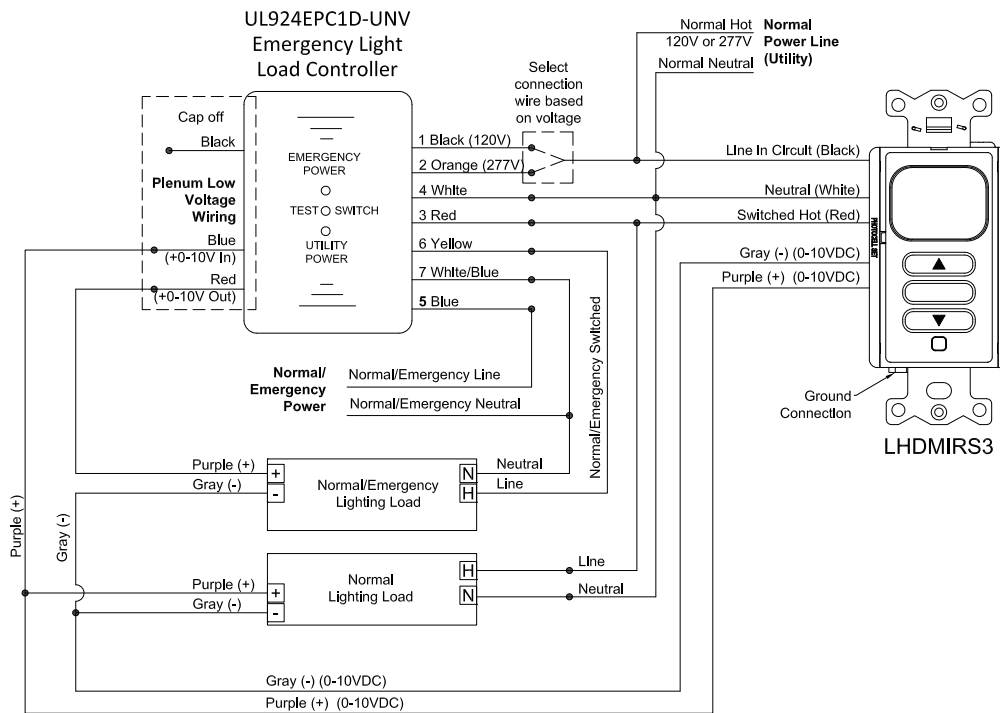 UL924EPC1D-UNV
Emergency Light
Load Controller
Normal Hot
120V or 277V
Normal Neutral
Normal
Power Line
(Utility)
Select
connection
wire based
on voltage
Cap off
Black
Plenum Low
Voltage
Wiring
Blue
(+0-10V In)
Red
(+0-10V Out)
EMERGENCY
POWER
TEST SWITCH
UTILITY
POWER
1 Black (120V)
2 Orange (277V)
4 White
3 Red
6 Yellow
7 White/Blue
5 Blue
Line In Circuit (Black)
Neutral (White)
Switched Hot (Red)
Gray (-) (0-10VDC)
Purple (+) (0-10VDC)
PHOTOCELL SET
Ground
Connection
LHDMIRS3
Normal/
Emergency
Power
Normal/Emergency Line
Normal/Emergency Neutral
Normal/Emergency Switched
Purple (+)
Gray (-)
+
-
Normal/Emergency
Lighting Load
N
H
Neutral
Line
Purple (+)
Gray (-)
Purple (+)
Gray (-)
+
-
Normal
Lighting Load
H
N
Line
Neutral
Gray (-) (0-10VDC)
Purple (+) (0-10VDC)